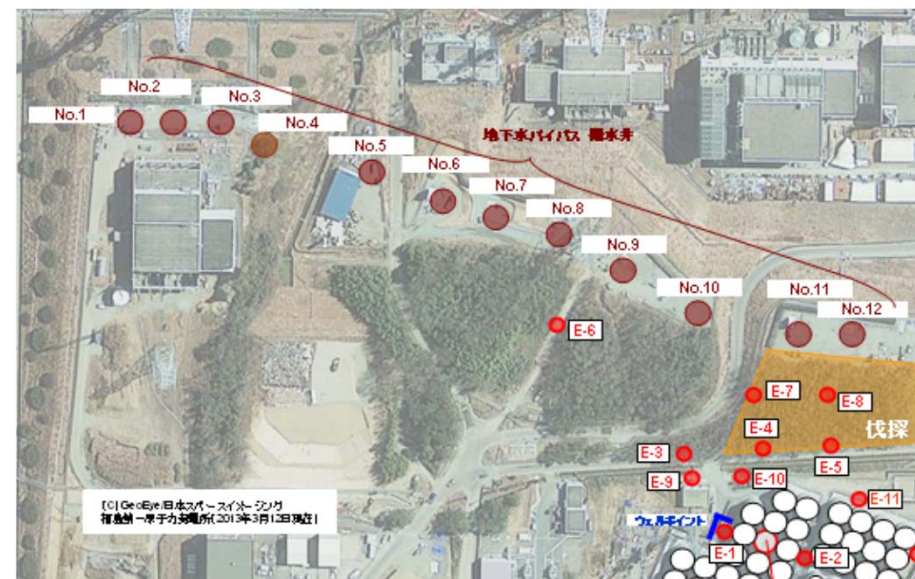 No.2
No.3
No.1
No.4
No.5
地下水バイパス 揚水井
No.6
No.7
No.8
No.9
No.10
No.11
No.12
E-6
E-7
E-8
伐採
E-4
E-3
E-5
E-9
E-10
E-11
(C)GeoEye/日本スペースイメージング
福島第一原子力発電所(2013年3月12日現在)
ウェルポイント
E-1
E-2